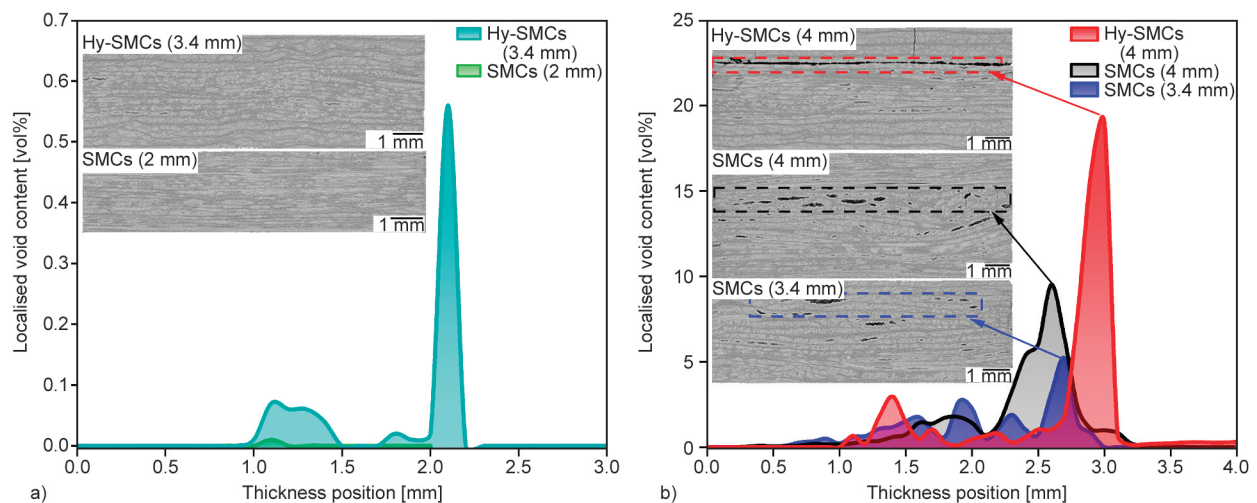 0.7
0.6
0.5
0.4
0.3
0.2
0.1
0.0
Localised void content [vol%]
Hy-SMCs (3.4 mm)
1 mm
SMCs (2 mm)
1 mm
Hy-SMCs
(3.4 mm)
SMCs (2 mm)
0.0 0.5 1.0 1.5 2.0 2.5 3.0
Thickness position [mm]
a)
25
20
15
10
5
0
Localised void content [vol%]
Hy-SMCs (4 mm)
1 mm
SMCs (4 mm)
1 mm
SMCs (3.4 mm)
1 mm
Hy-SMCs
(4 mm)
SMCs (4 mm)
SMCs (3.4 mm)
0.0 0.5 1.0 1.5 2.0 2.5 3.0 3.5 4.0
Thickness position [mm]
b)